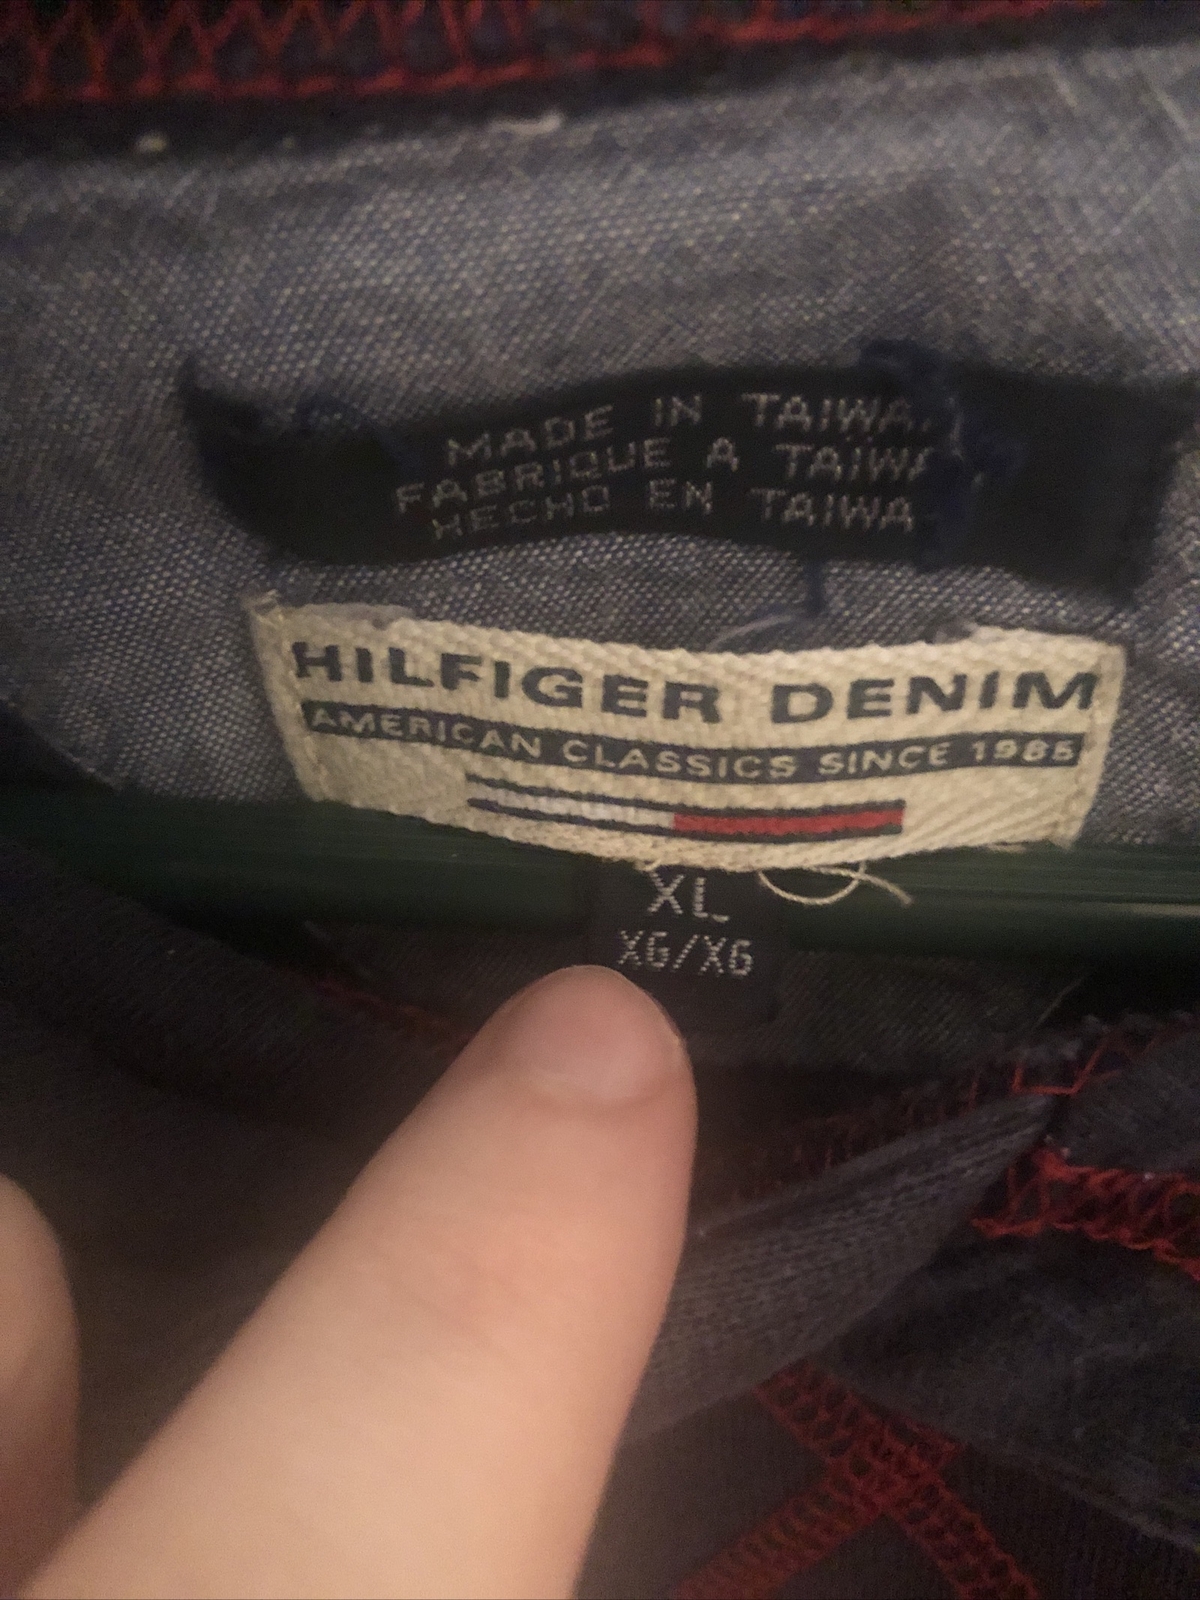 MADE IN TAIWA
FABRIQUE A TAIWA
HECHO EN TAIWA
HILFIGER DENIM
AMERICAN CLASSICS SINCE 1985
XL
XG/XG